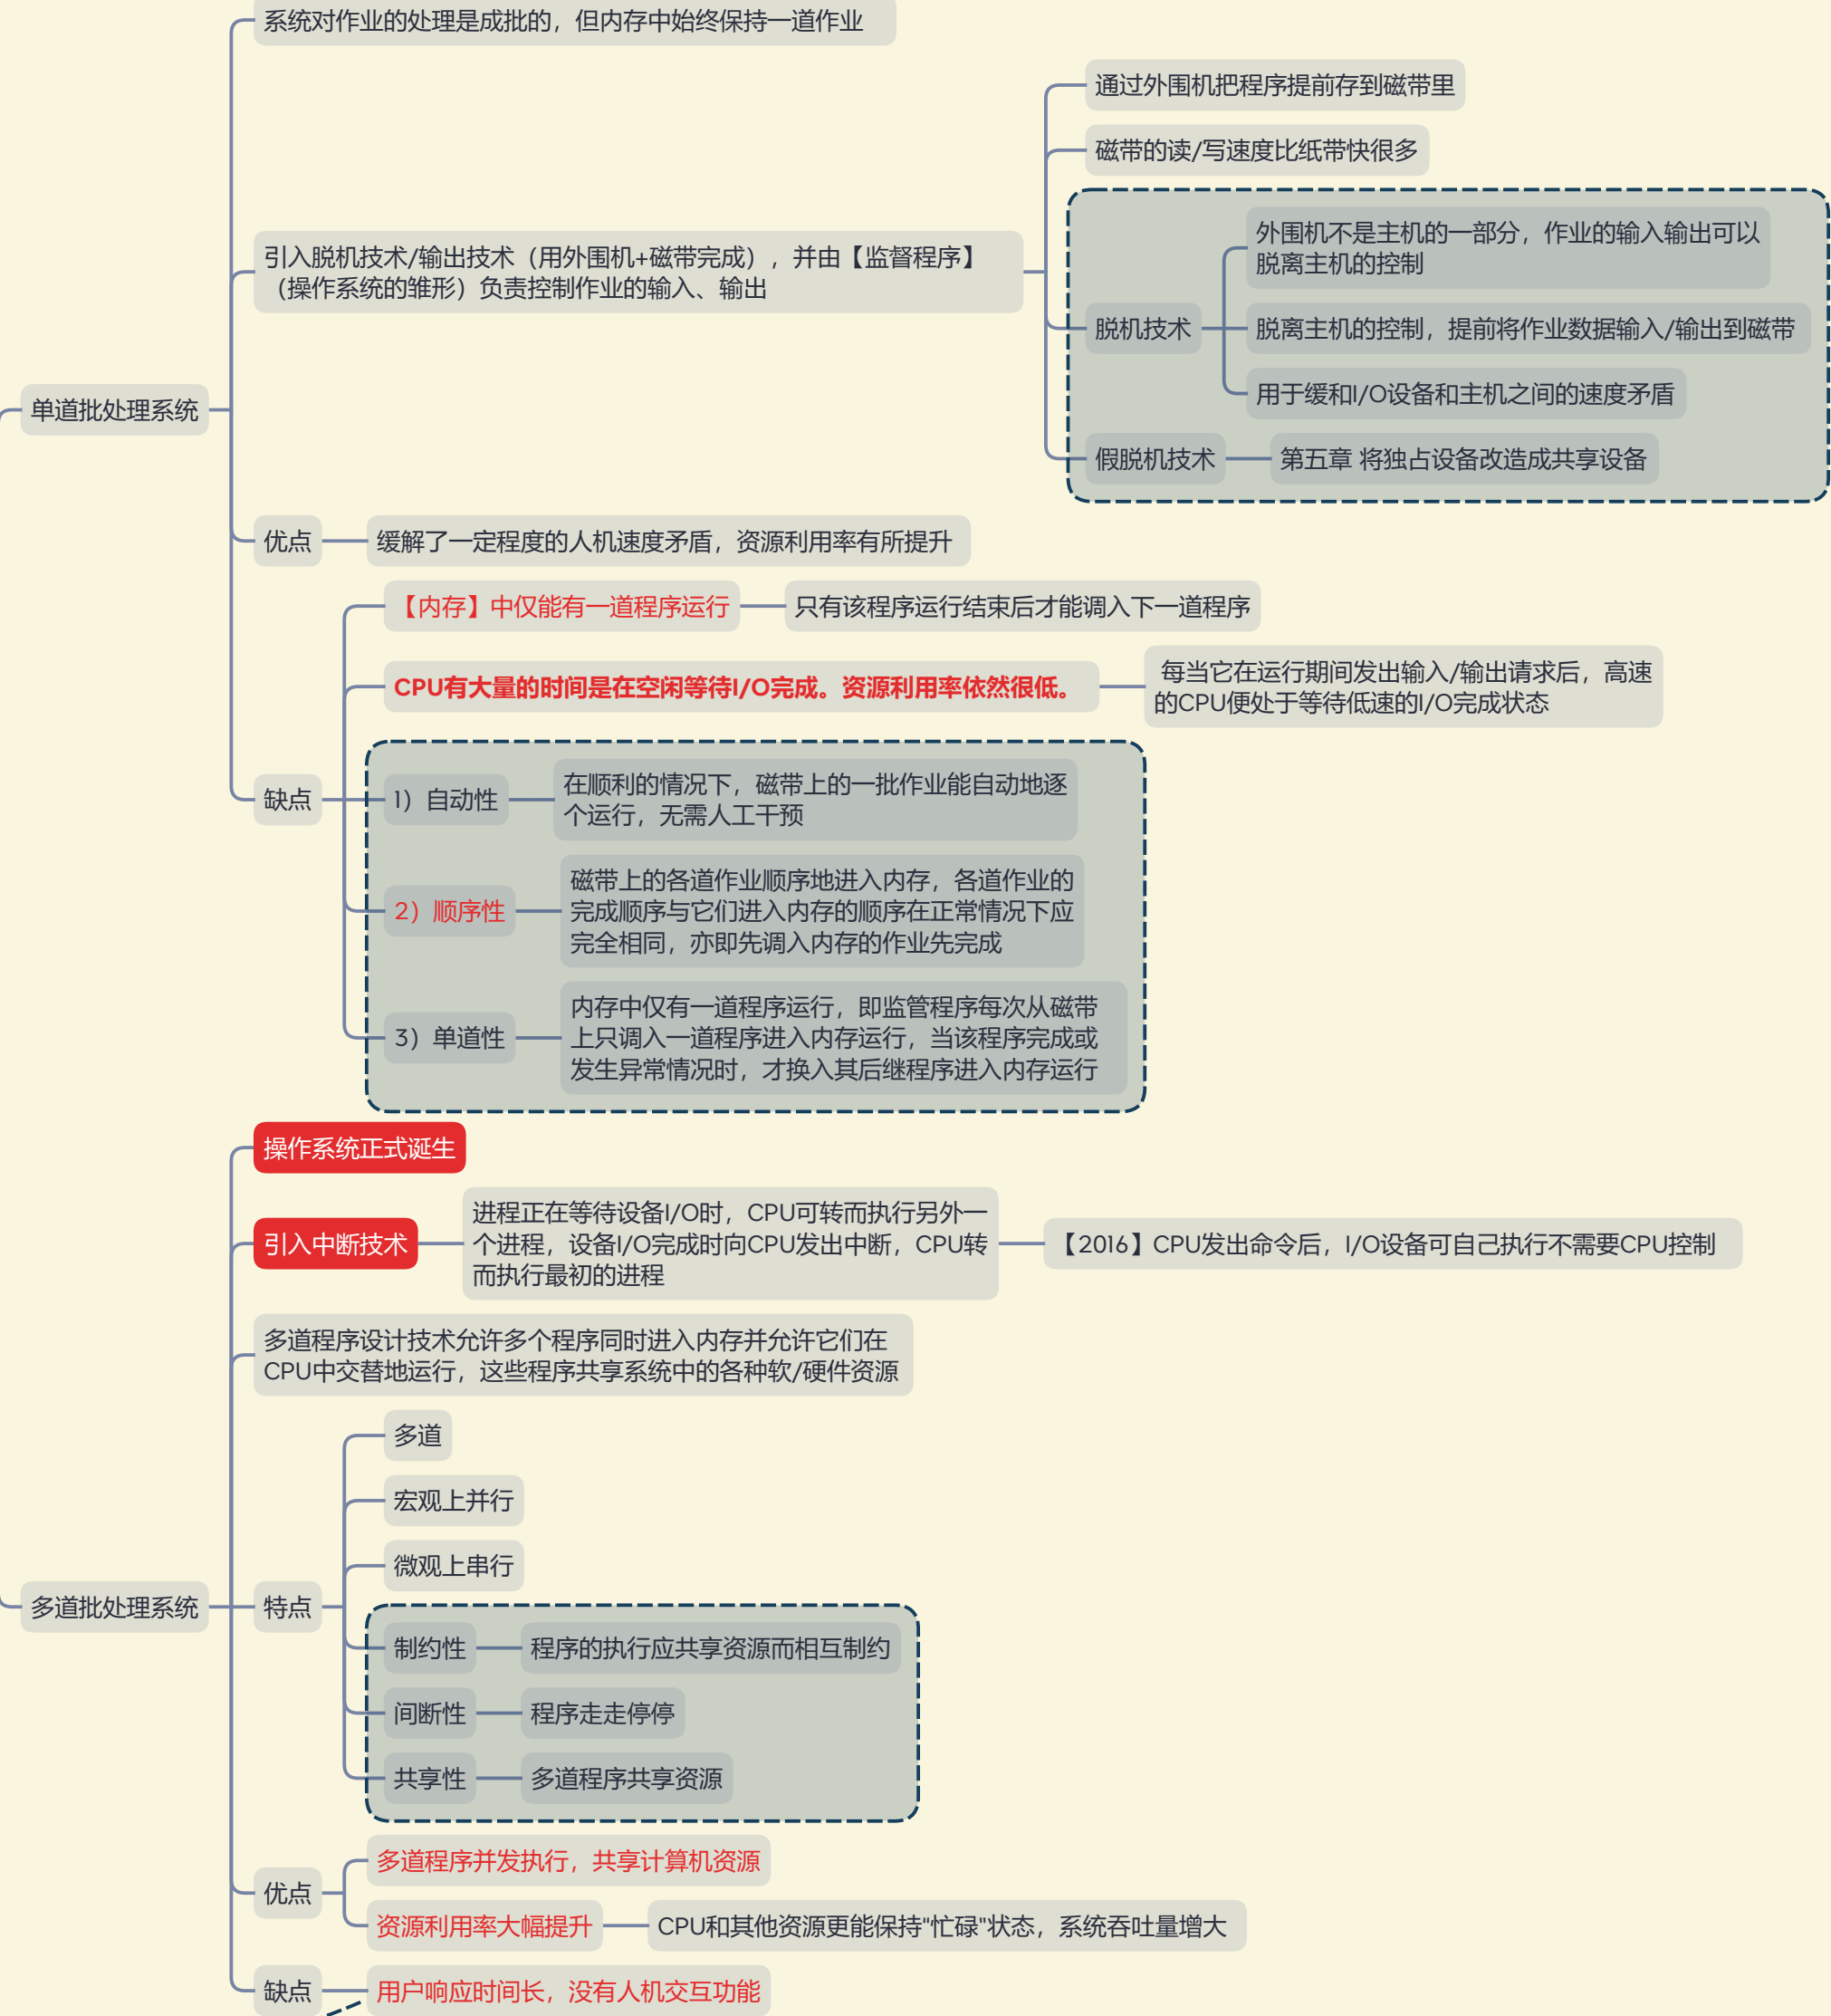 系统对作业的处理是成批的，但内存中始终保持一道作业
通过外围机把程序提前存到磁带里
磁带的读/写速度比纸带快很多
引入脱机技术/输出技术（用外围机+磁带完成），并由【监督程序】
（操作系统的雏形）负责控制作业的输入、输出
外围机不是主机的一部分，作业的输入输出可以
脱离主机的控制
脱机技术
脱离主机的控制，提前将作业数据输入/输出到磁带
用于缓和I/O设备和主机之间的速度矛盾
假脱机技术
第五章 将独占设备改造成共享设备
单道批处理系统
优点
缓解了一定程度的人机速度矛盾，资源利用率有所提升
【内存】中仅能有一道程序运行
只有该程序运行结束后才能调入下一道程序
CPU有大量的时间是在空闲等待I/O完成。资源利用率依然很低。
每当它在运行期间发出输入/输出请求后，高速
的CPU便处于等待低速的I/O完成状态
缺点
1）自动性
在顺利的情况下，磁带上的一批作业能自动地逐
个运行，无需人工干预
2）顺序性
磁带上的各道作业顺序地进入内存，各道作业的
完成顺序与它们进入内存的顺序在正常情况下应
完全相同，亦即先调入内存的作业先完成
3）单道性
内存中仅有一道程序运行，即监管程序每次从磁带
上只调入一道程序进入内存运行，当该程序完成或
发生异常情况时，才换入其后继程序进入内存运行
操作系统正式诞生
引入中断技术
进程正在等待设备I/O时，CPU可转而执行另外一
个进程，设备I/O完成时向CPU发出中断，CPU转
而执行最初的进程
【2016】CPU发出命令后，I/O设备可自己执行不需要CPU控制
多道程序设计技术允许多个程序同时进入内存并允许它们在
CPU中交替地运行，这些程序共享系统中的各种软/硬件资源
多道
宏观上并行
微观上串行
多道批处理系统
特点
制约性
程序的执行应共享资源而相互制约
间断性
程序走走停停
共享性
多道程序共享资源
优点
多道程序并发执行，共享计算机资源
资源利用率大幅提升
CPU和其他资源更能保持"忙碌"状态，系统吞吐量增大
缺点
用户响应时间长，没有人机交互功能